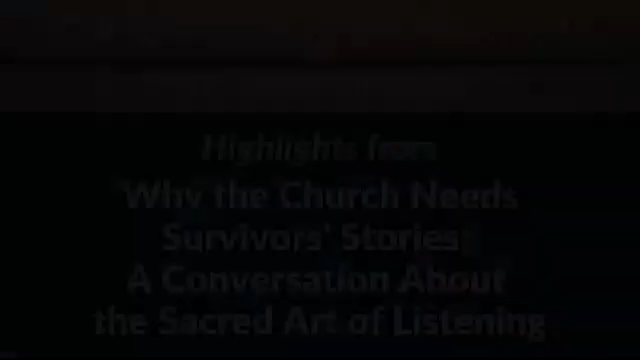 Highlights from
Why the Church Needs
Survivors' Stories:
A Conversation About
the Sacred Art of Listening